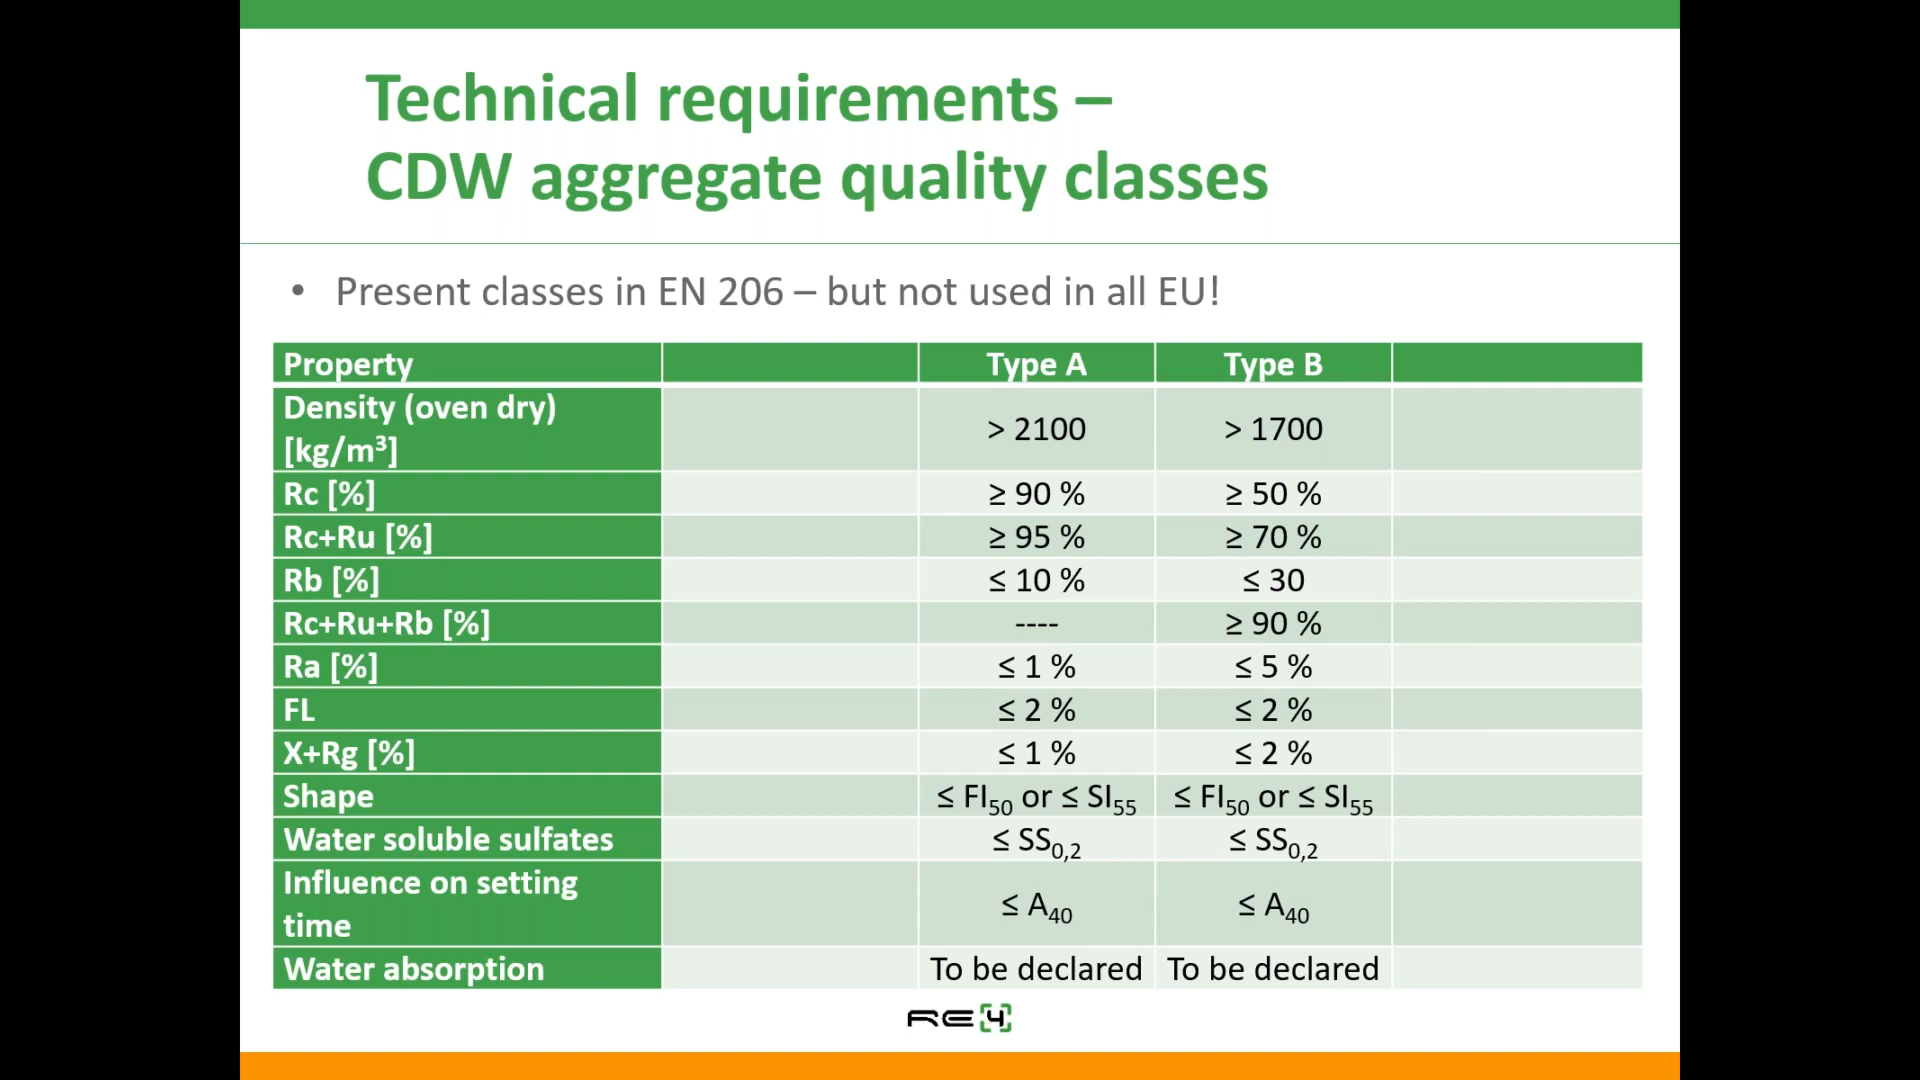 Technical requirements –
CDW aggregate quality classes
• Present classes in EN 206 – but not used in all EU!
Property Type A Type B
Density (oven dry) [kg/m³] > 2100 > 1700
Rc [%] ≥ 90 % ≥ 50 %
Rc+Ru [%] ≥ 95 % ≥ 70 %
Rb [%] ≤ 10 % ≤ 30
Rc+Ru+Rb [%] ---- ≥ 90 %
Ra [%] ≤ 1 % ≤ 5 %
FL ≤ 2 % ≤ 2 %
X+Rg [%] ≤ 1 % ≤ 2 %
Shape ≤ FI50 or ≤ SI55 ≤ FI50 or ≤ SI55
Water soluble sulfates ≤ SS0,2 ≤ SS0,2
Influence on setting time ≤ A40 ≤ A40
Water absorption To be declared To be declared
RE4